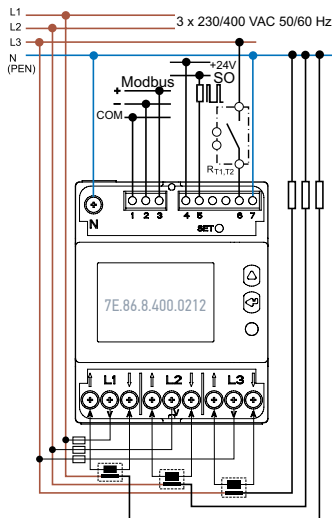 L1
L2
3 x 230/400 VAC 50/60 Hz
L3
N
(PEN)
+24V
Modbus
SO
+
−
COM
R T1,T2
N
1 2 3
4 5 6 7
SET
7E.86.8.400.0212
L1 L2 L3
V